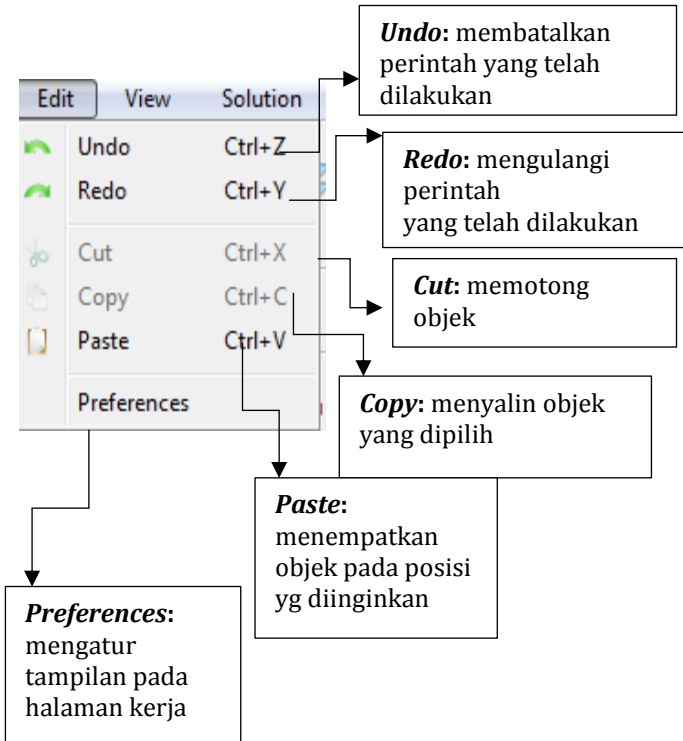 Undo: membatalkan
perintah yang telah
dilakukan
Edit View Solution
Undo Ctrl+Z
Redo Ctrl+Y
Cut Ctrl+X
Copy Ctrl+C
Paste Ctrl+V
Preferences
Redo: mengulangi
perintah
yang telah dilakukan
Cut: memotong
objek
Copy: menyalin objek
yang dipilih
Paste:
menempatkan
objek pada posisi
yg diinginkan
Preferences:
mengatur
tampilan pada
halaman kerja